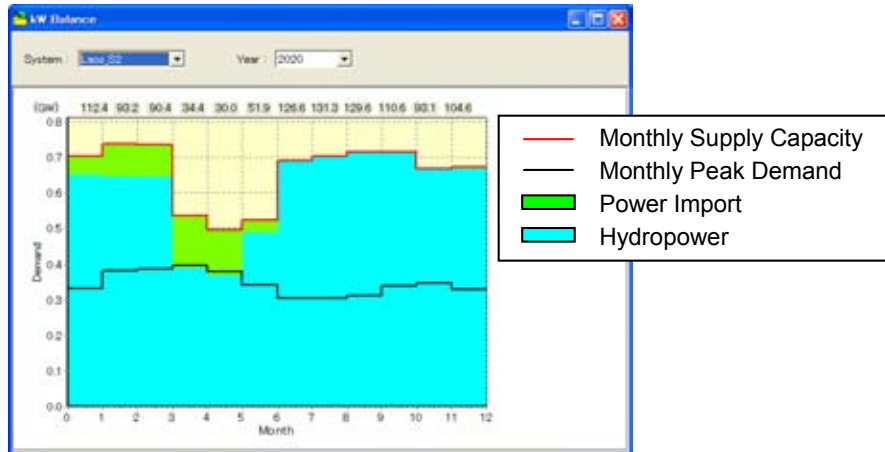 kW Balance
System : Laos_S2 Year : 2020
(GW) 112.4 93.2 90.4 34.4 30.0 51.9 126.6 131.3 129.6 110.6 93.1 104.6
0.8
0.7
0.6
0.5
0.4
0.3
0.2
0.1
0.0
Demand
0 1 2 3 4 5 6 7 8 9 10 11 12
Month
Monthly Supply Capacity
Monthly Peak Demand
Power Import
Hydropower